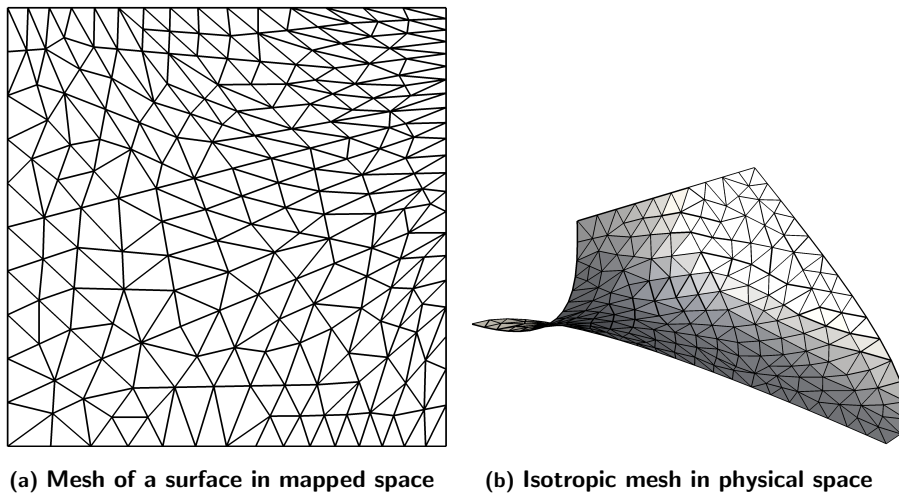 (a) Mesh of a surface in mapped space
(b) Isotropic mesh in physical space